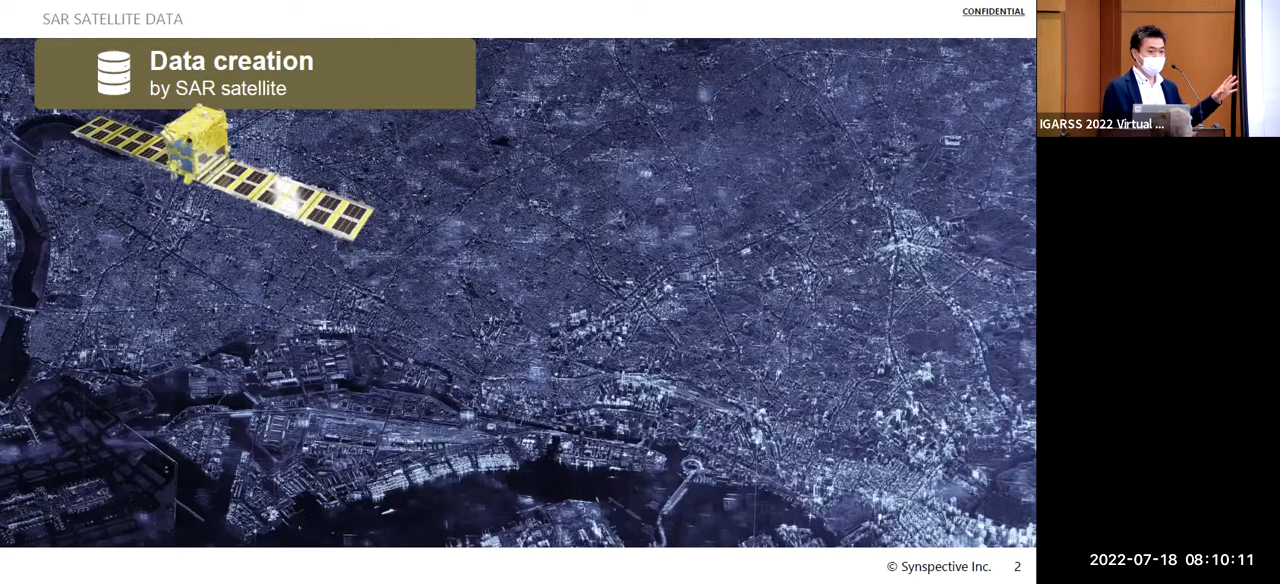 SAR SATELLITE DATA
CONFIDENTIAL
Data creation
by SAR satellite
IGARSS 2022 Virtual ...
© Synspective Inc. 2
2022-07-18 08:10:11